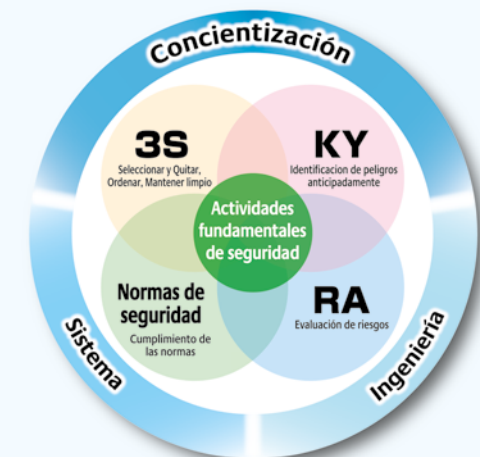 Concientización
3S
Seleccionar y Quitar,
Ordenar, Mantener limpio
KY
Identificacion de peligros
anticipadamente
Actividades
fundamentales
de seguridad
Normas de
seguridad
Cumplimiento de
las normas
RA
Evaluación de riesgos
Sistema
Ingeniería